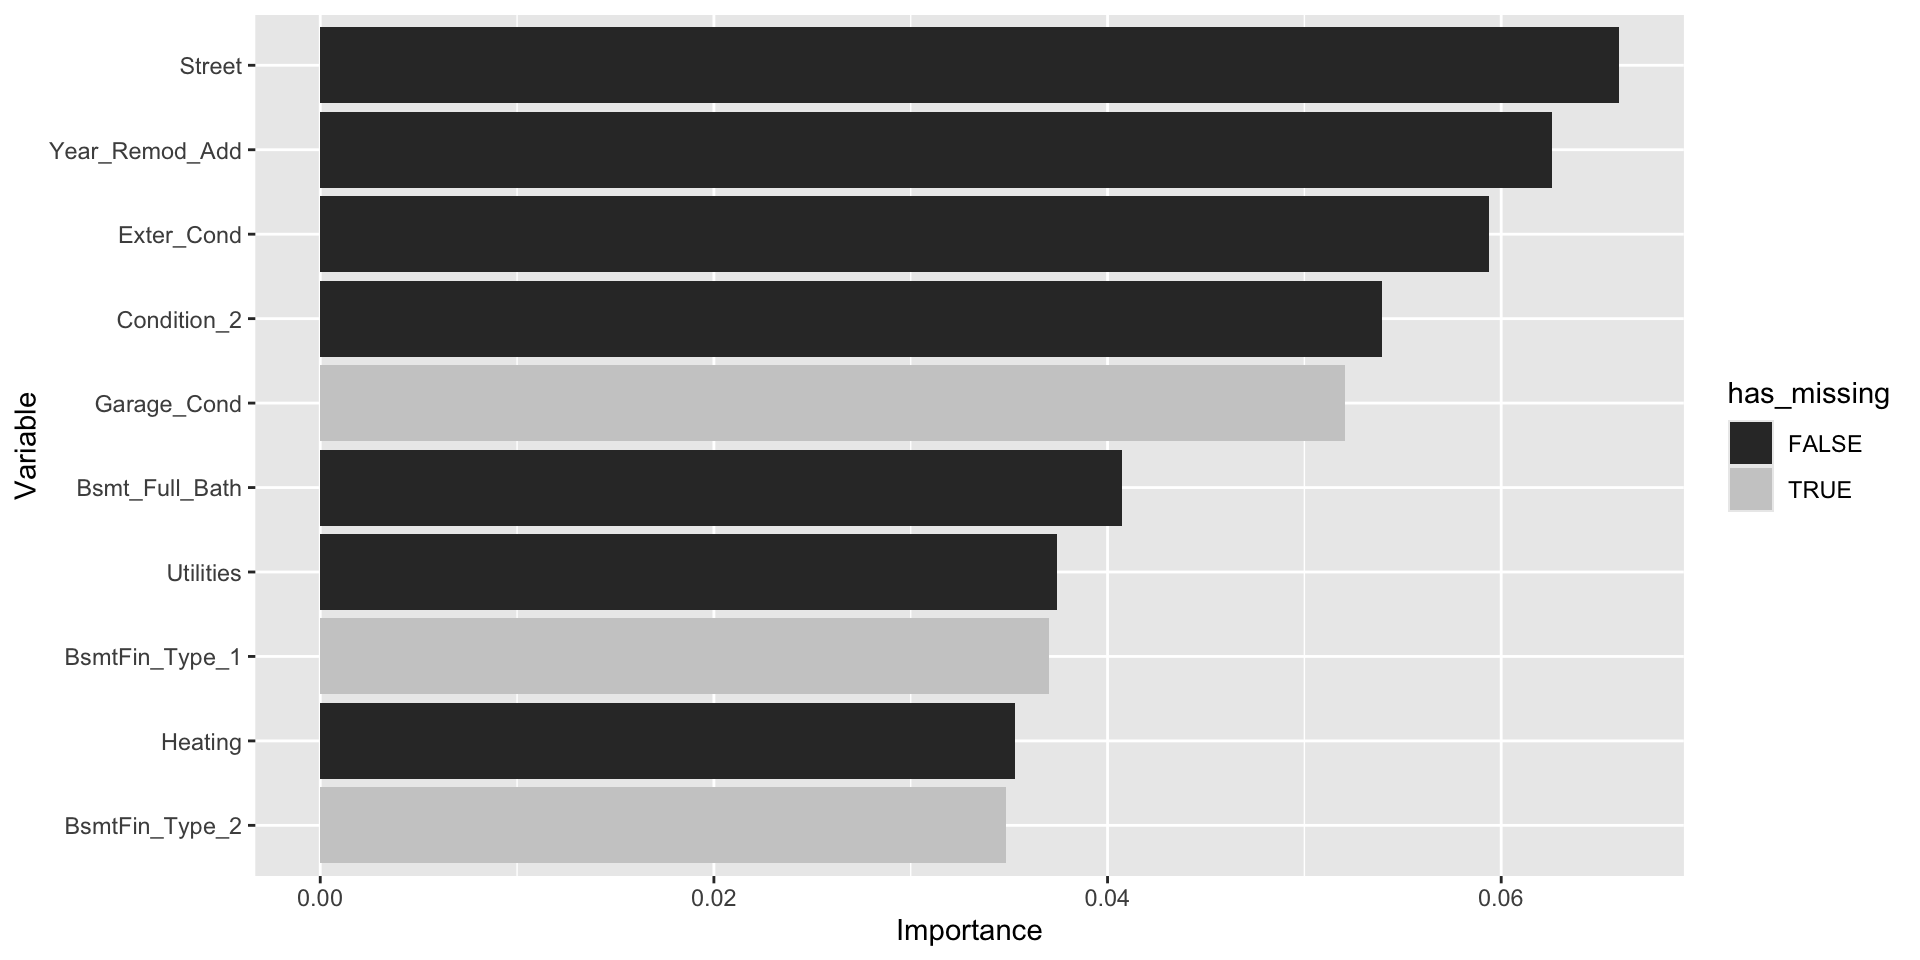 Street
Year_Remod_Add
Exter_Cond
Condition_2
Garage_Cond
Bsmt_Full_Bath
Utilities
BsmtFin_Type_1
Heating
BsmtFin_Type_2
Variable
0.00 0.02 0.04 0.06
Importance
has_missing
FALSE
TRUE